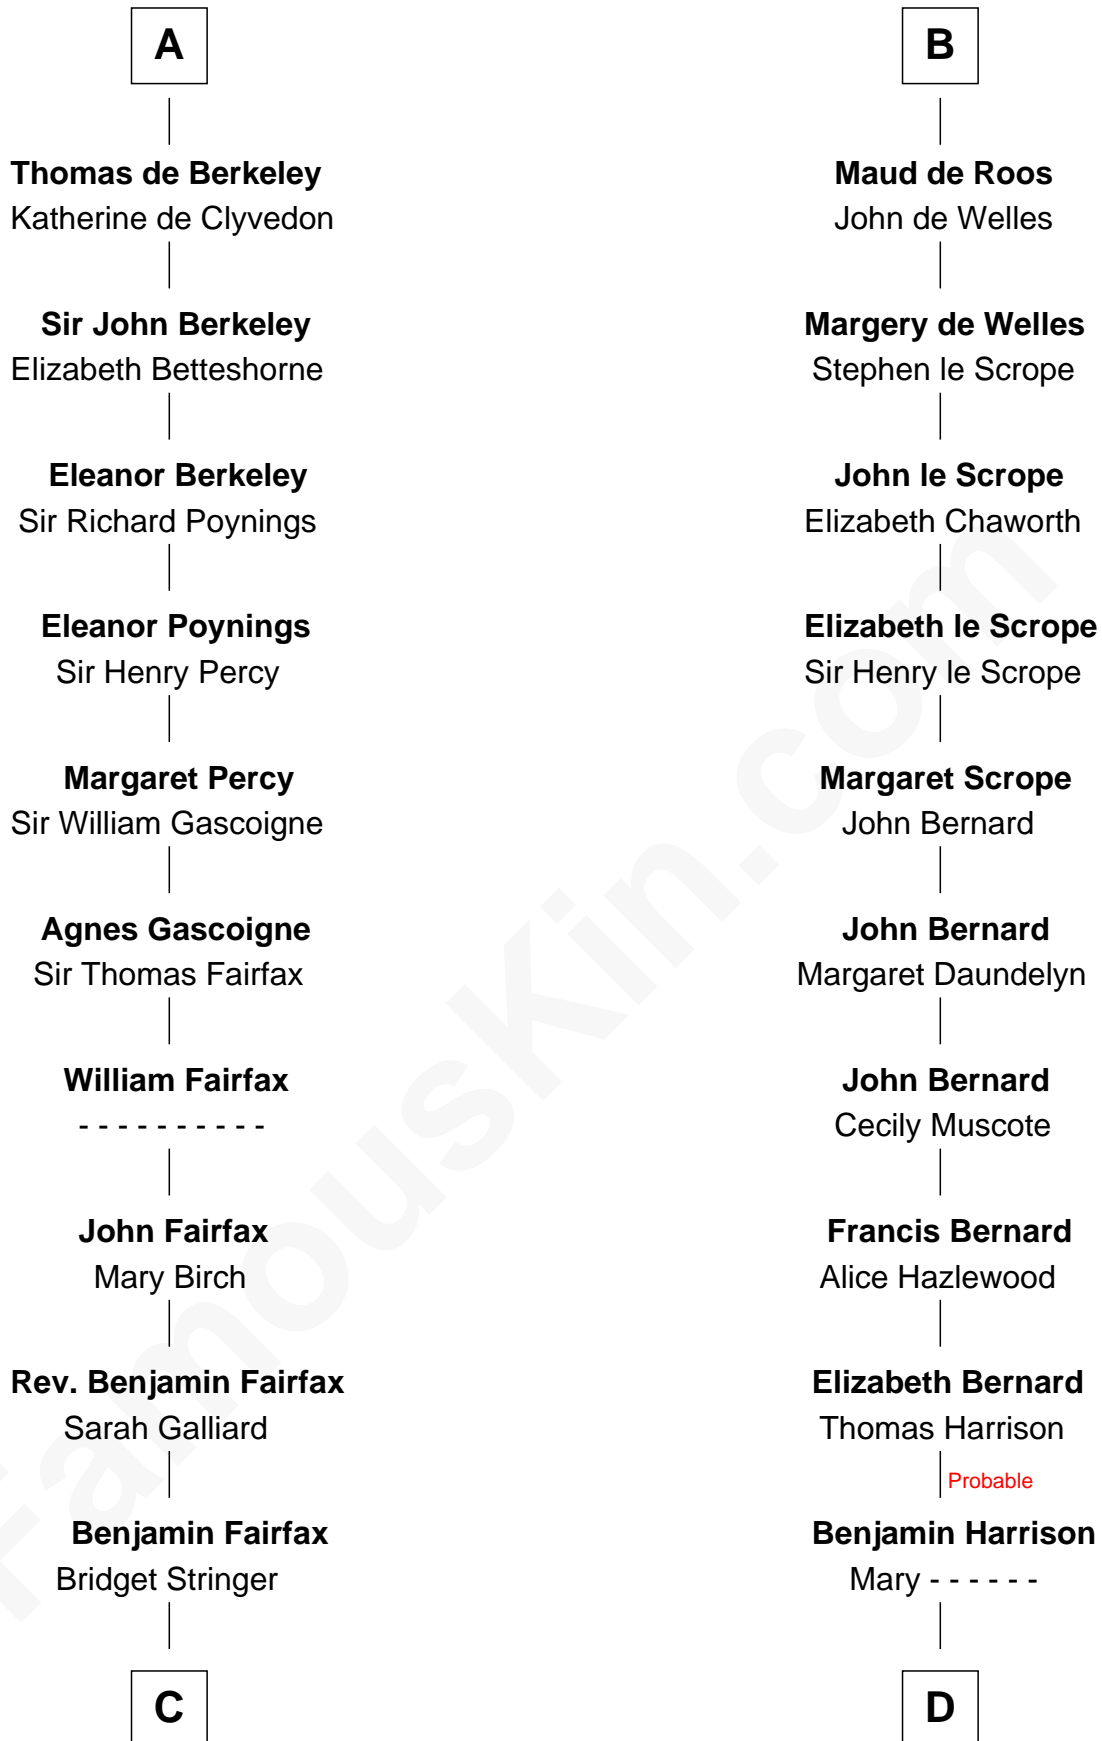 A
Thomas de Berkeley
Katherine de Clyvedon
Sir John Berkeley
Elizabeth Betteshorne
Eleanor Berkeley
Sir Richard Poynings
Eleanor Poynings
Sir Henry Percy
Margaret Percy
Sir William Gascoigne
Agnes Gascoigne
Sir Thomas Fairfax
William Fairfax
- - - - - - - - - -
John Fairfax
Mary Birch
Rev. Benjamin Fairfax
Sarah Galliard
Benjamin Fairfax
Bridget Stringer
C
B
Maud de Roos
John de Welles
Margery de Welles
Stephen le Scrope
John le Scrope
Elizabeth Chaworth
Elizabeth le Scrope
Sir Henry le Scrope
Margaret Scrope
John Bernard
John Bernard
Margaret Daundelyn
John Bernard
Cecily Muscote
Francis Bernard
Alice Hazlewood
Elizabeth Bernard
Thomas Harrison
Probable
Benjamin Harrison
Mary - - - - - -
D
FamousKin.com